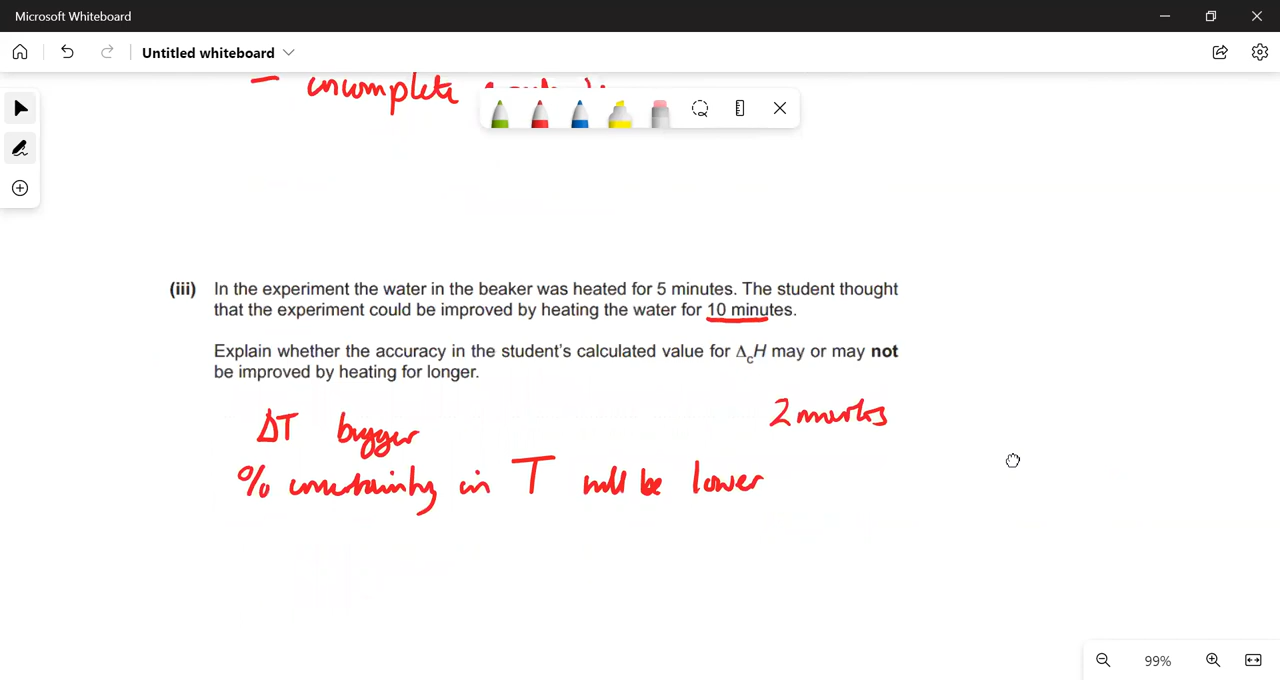 Microsoft Whiteboard
Untitled whiteboard
– incomplete
(iii) In the experiment the water in the beaker was heated for 5 minutes. The student thought
that the experiment could be improved by heating the water for 10 minutes.
Explain whether the accuracy in the student's calculated value for ΔcH may or may not
be improved by heating for longer.
2 marks
ΔT bigger
% uncertainty in T will be lower
99%